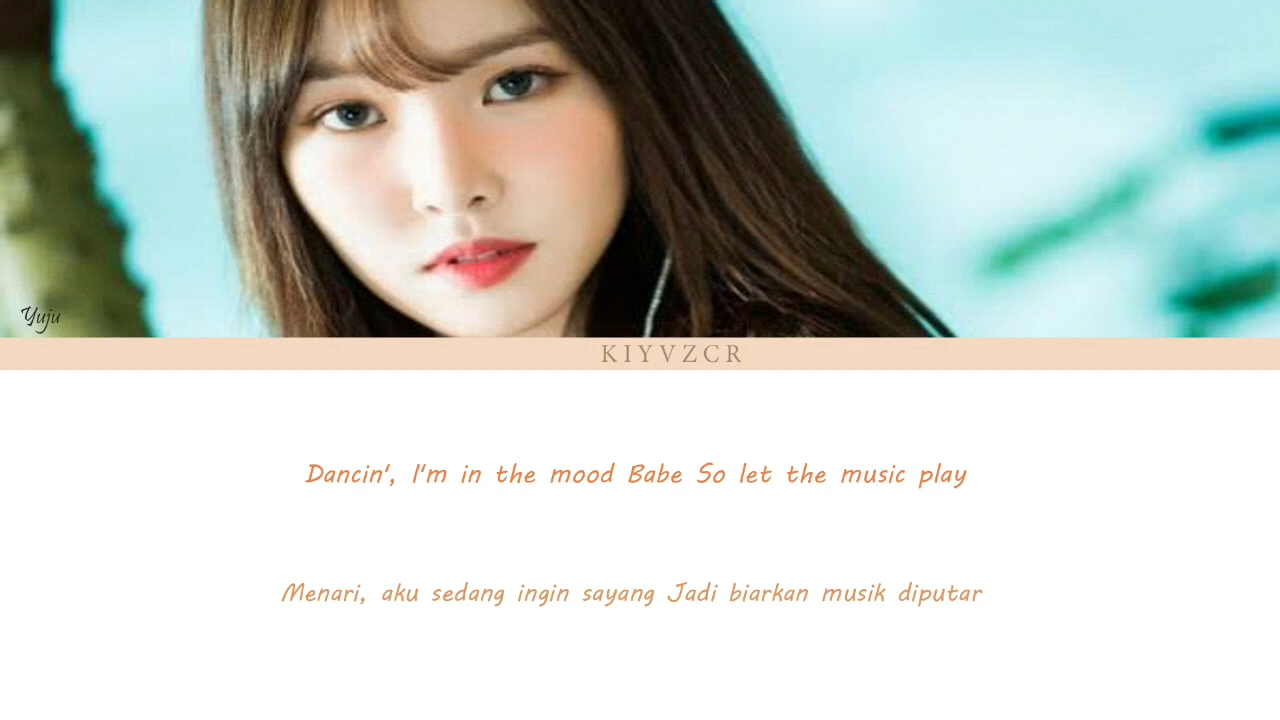 Yuju
KIYVZCR
Dancin', I'm in the mood Babe So let the music play
Menari, aku sedang ingin sayang Jadi biarkan musik diputar